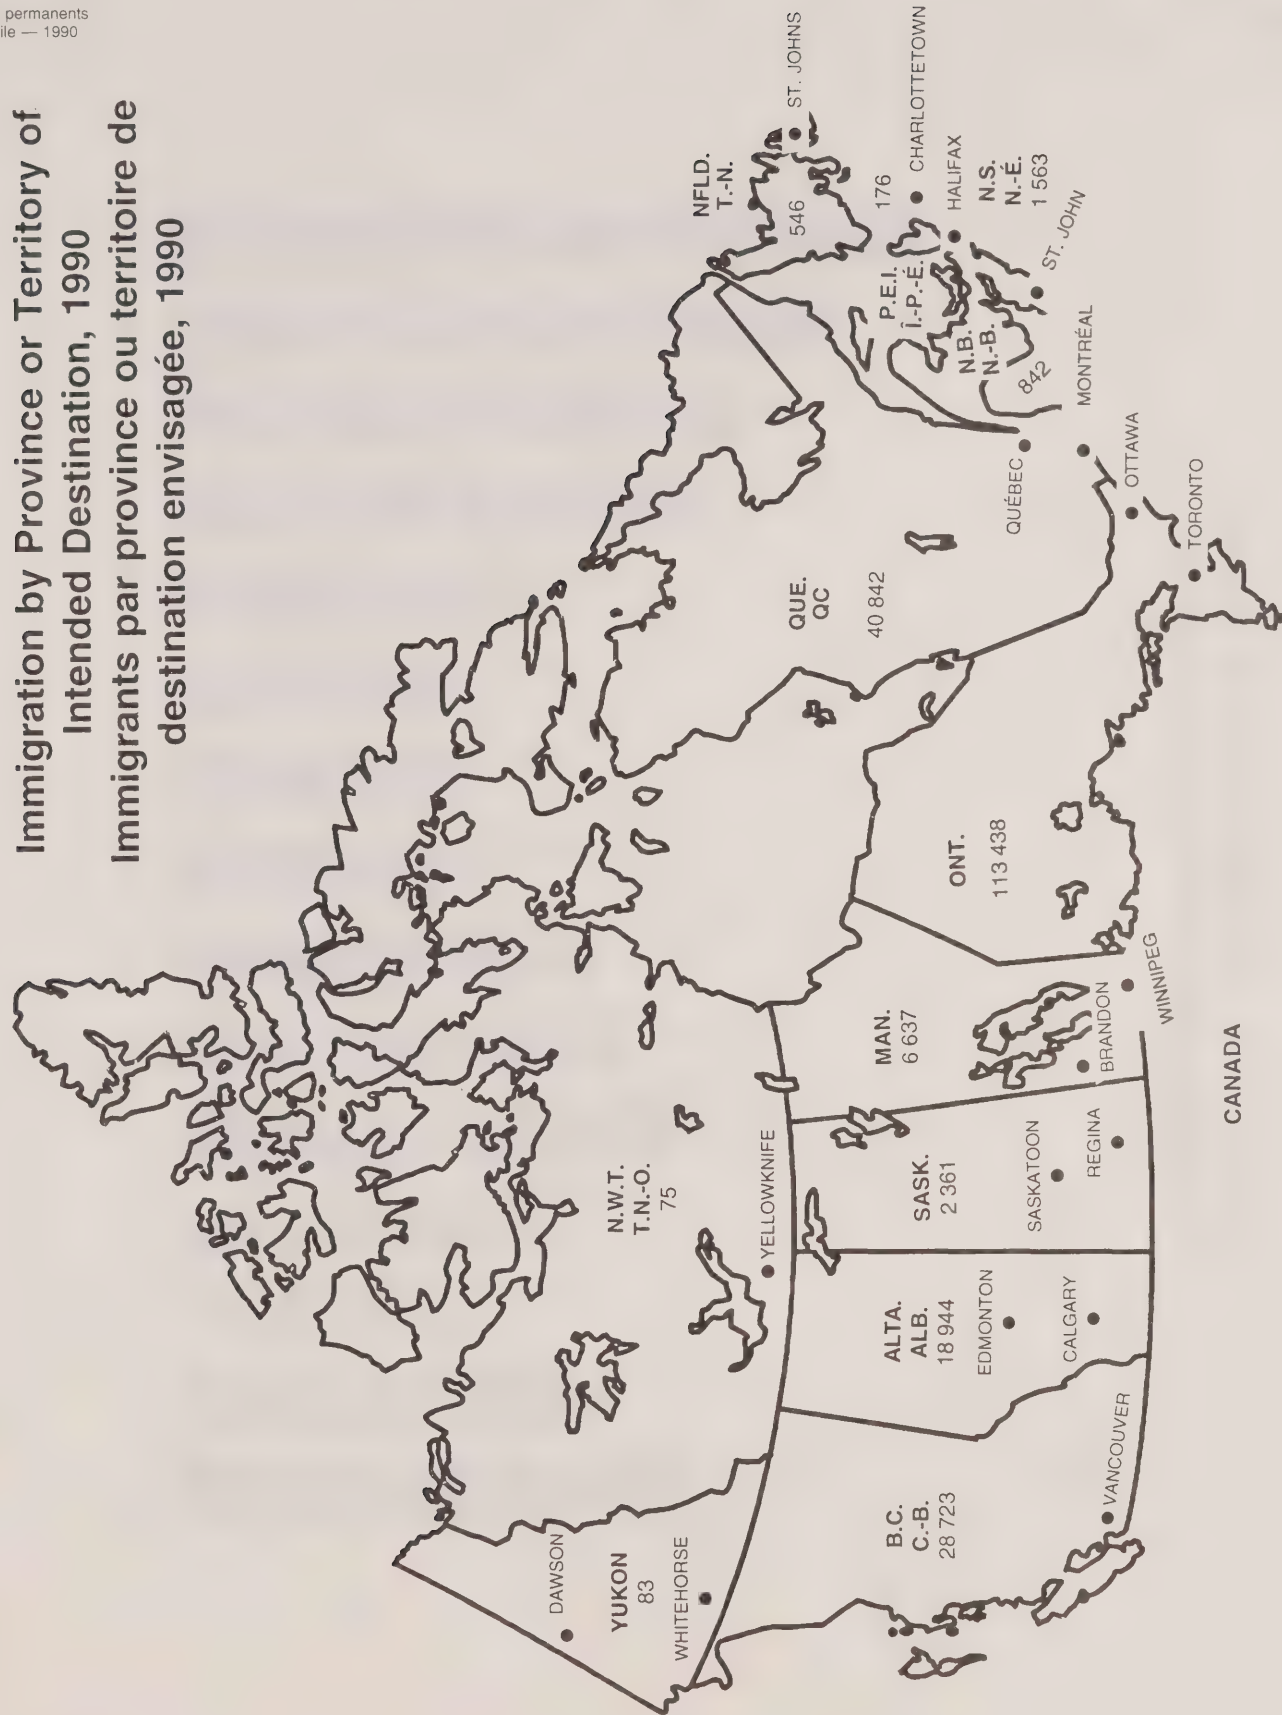 permanents
ile — 1990
Immigration by Province or Territory of
Intended Destination, 1990
Immigrants par province ou territoire de
destination envisagée, 1990
DAWSON
YUKON
83
WHITEHORSE
N.W.T.
T.N.-O.
75
YELLOWKNIFE
B.C.
C.-B.
28 723
VANCOUVER
ALTA.
ALB.
18 944
EDMONTON
CALGARY
SASK.
2 361
SASKATOON
REGINA
MAN.
6 637
BRANDON
WINNIPEG
ONT.
113 438
TORONTO
OTTAWA
QUE.
QC
40 842
QUÉBEC
MONTRÉAL
NFLD.
T.-N.
546
ST. JOHNS
P.E.I.
Î.-P.-É.
176
CHARLOTTETOWN
N.B.
N.-B.
842
ST. JOHN
HALIFAX
N.S.
N.-É.
1 563
CANADA